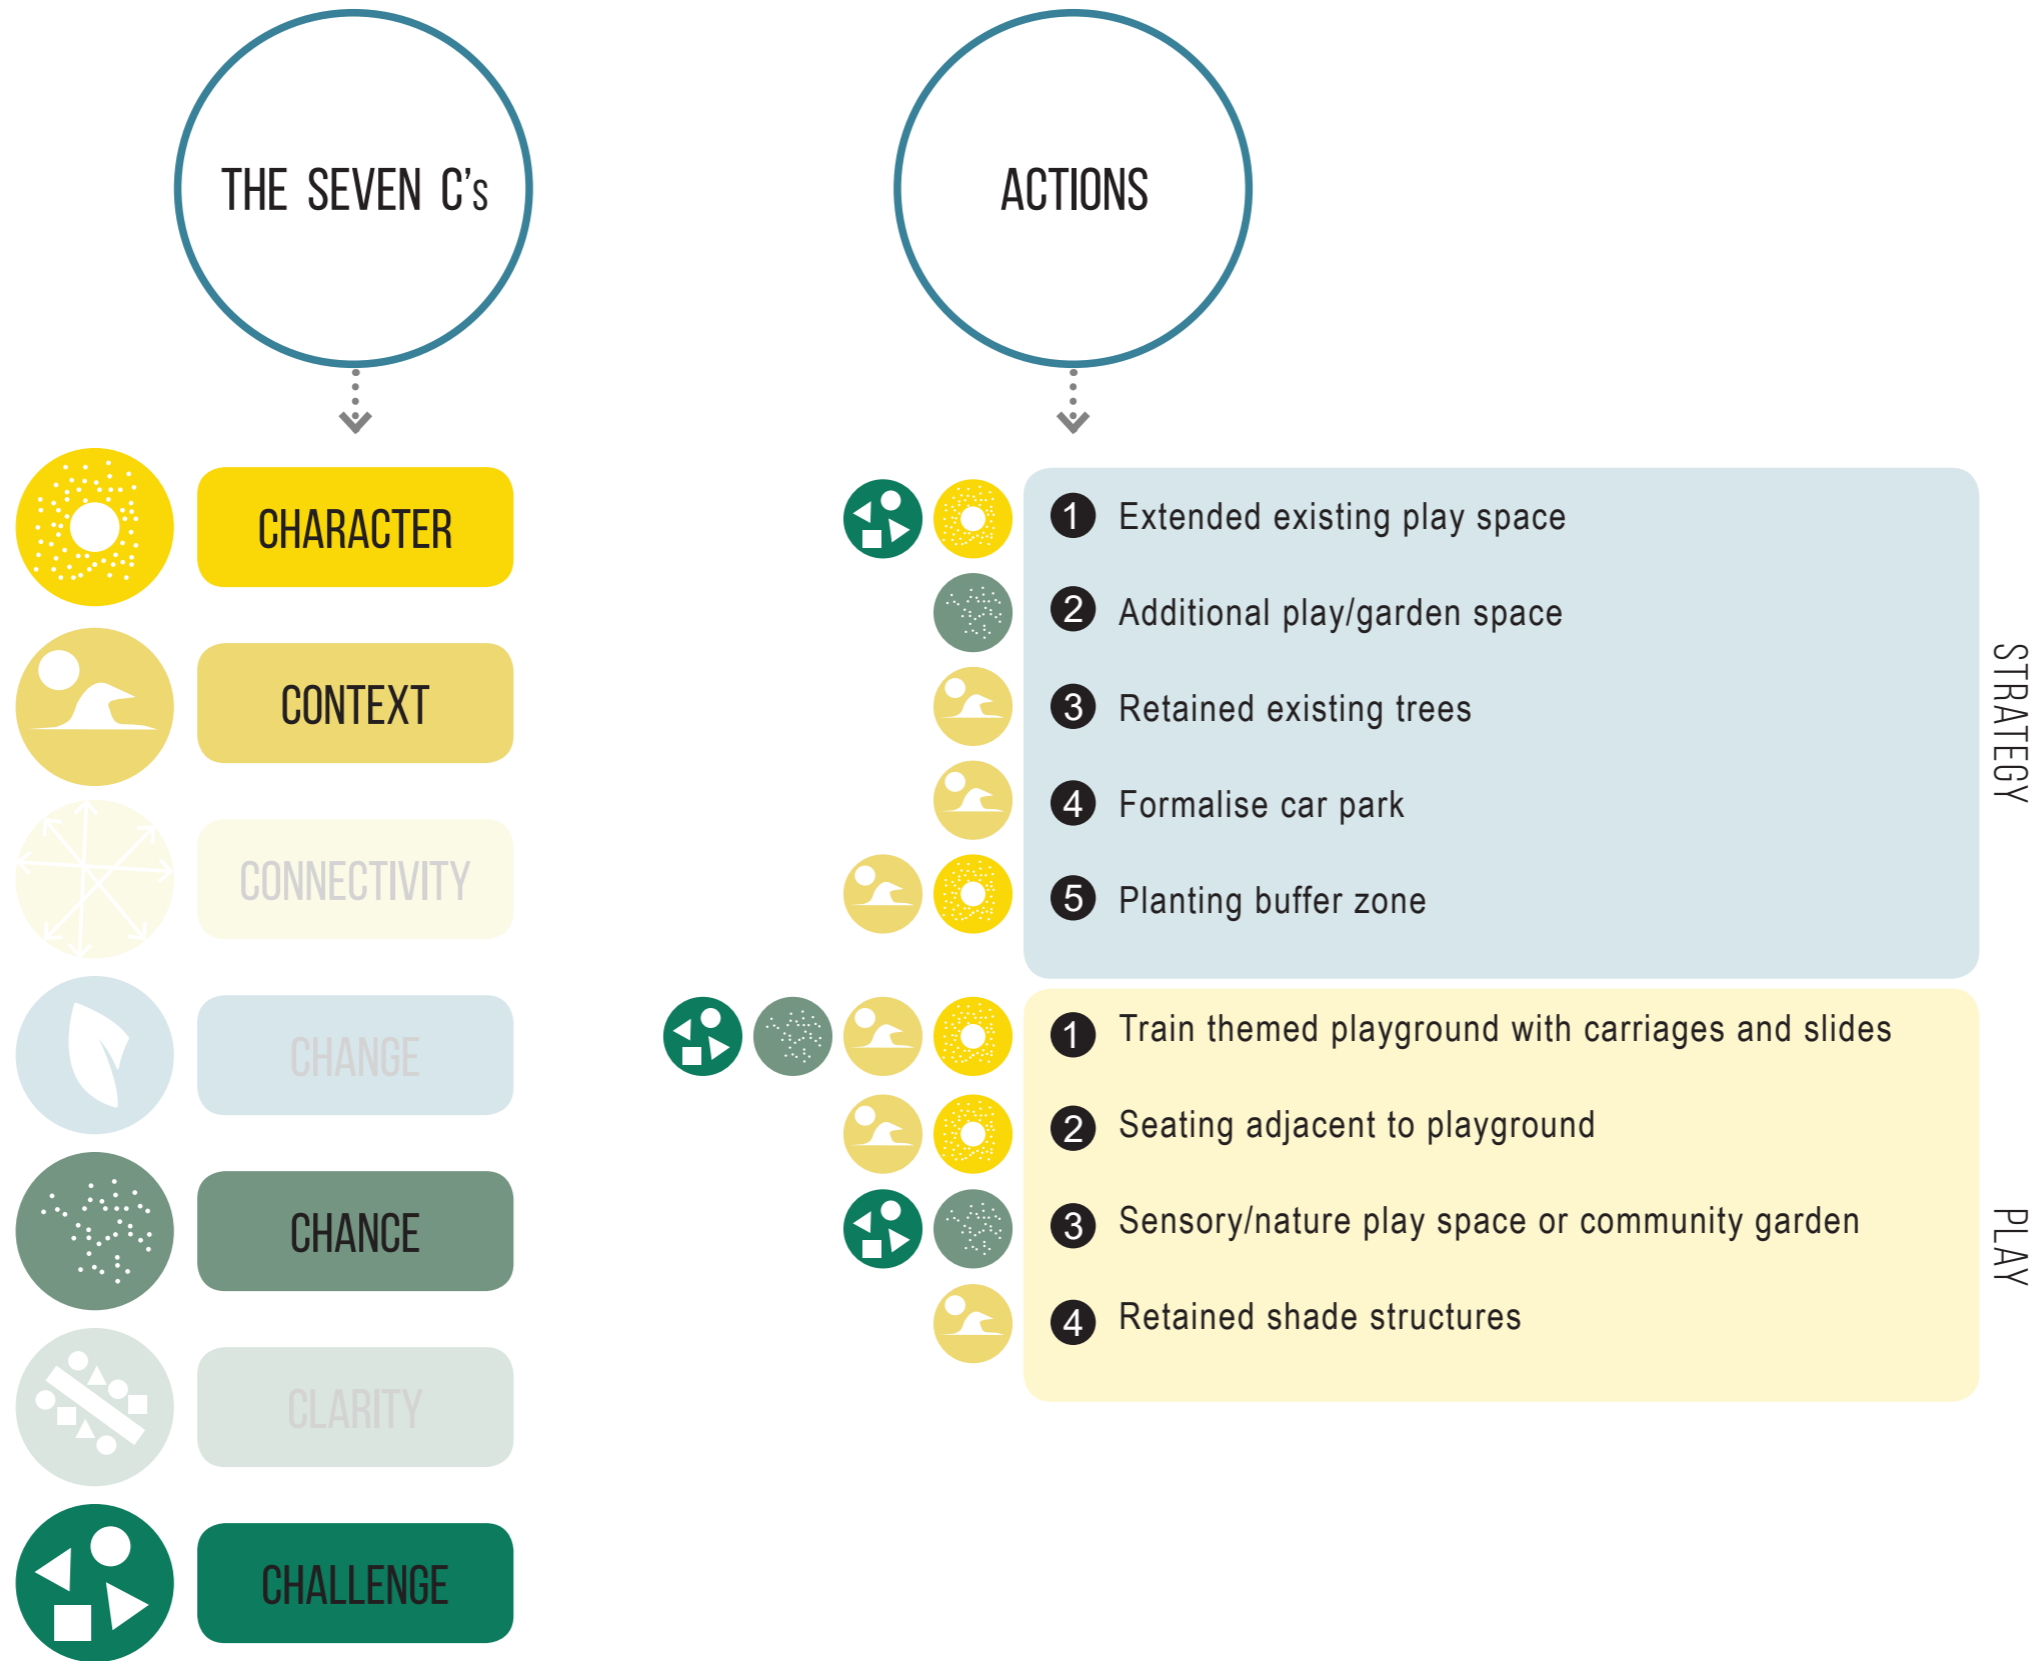 THE SEVEN C's
ACTIONS
CHARACTER
CONTEXT
CONNECTIVITY
CHANGE
CHANCE
CLARITY
CHALLENGE
1 Extended existing play space
2 Additional play/garden space
3 Retained existing trees
4 Formalise car park
5 Planting buffer zone
STRATEGY
1 Train themed playground with carriages and slides
2 Seating adjacent to playground
3 Sensory/nature play space or community garden
4 Retained shade structures
PLAY